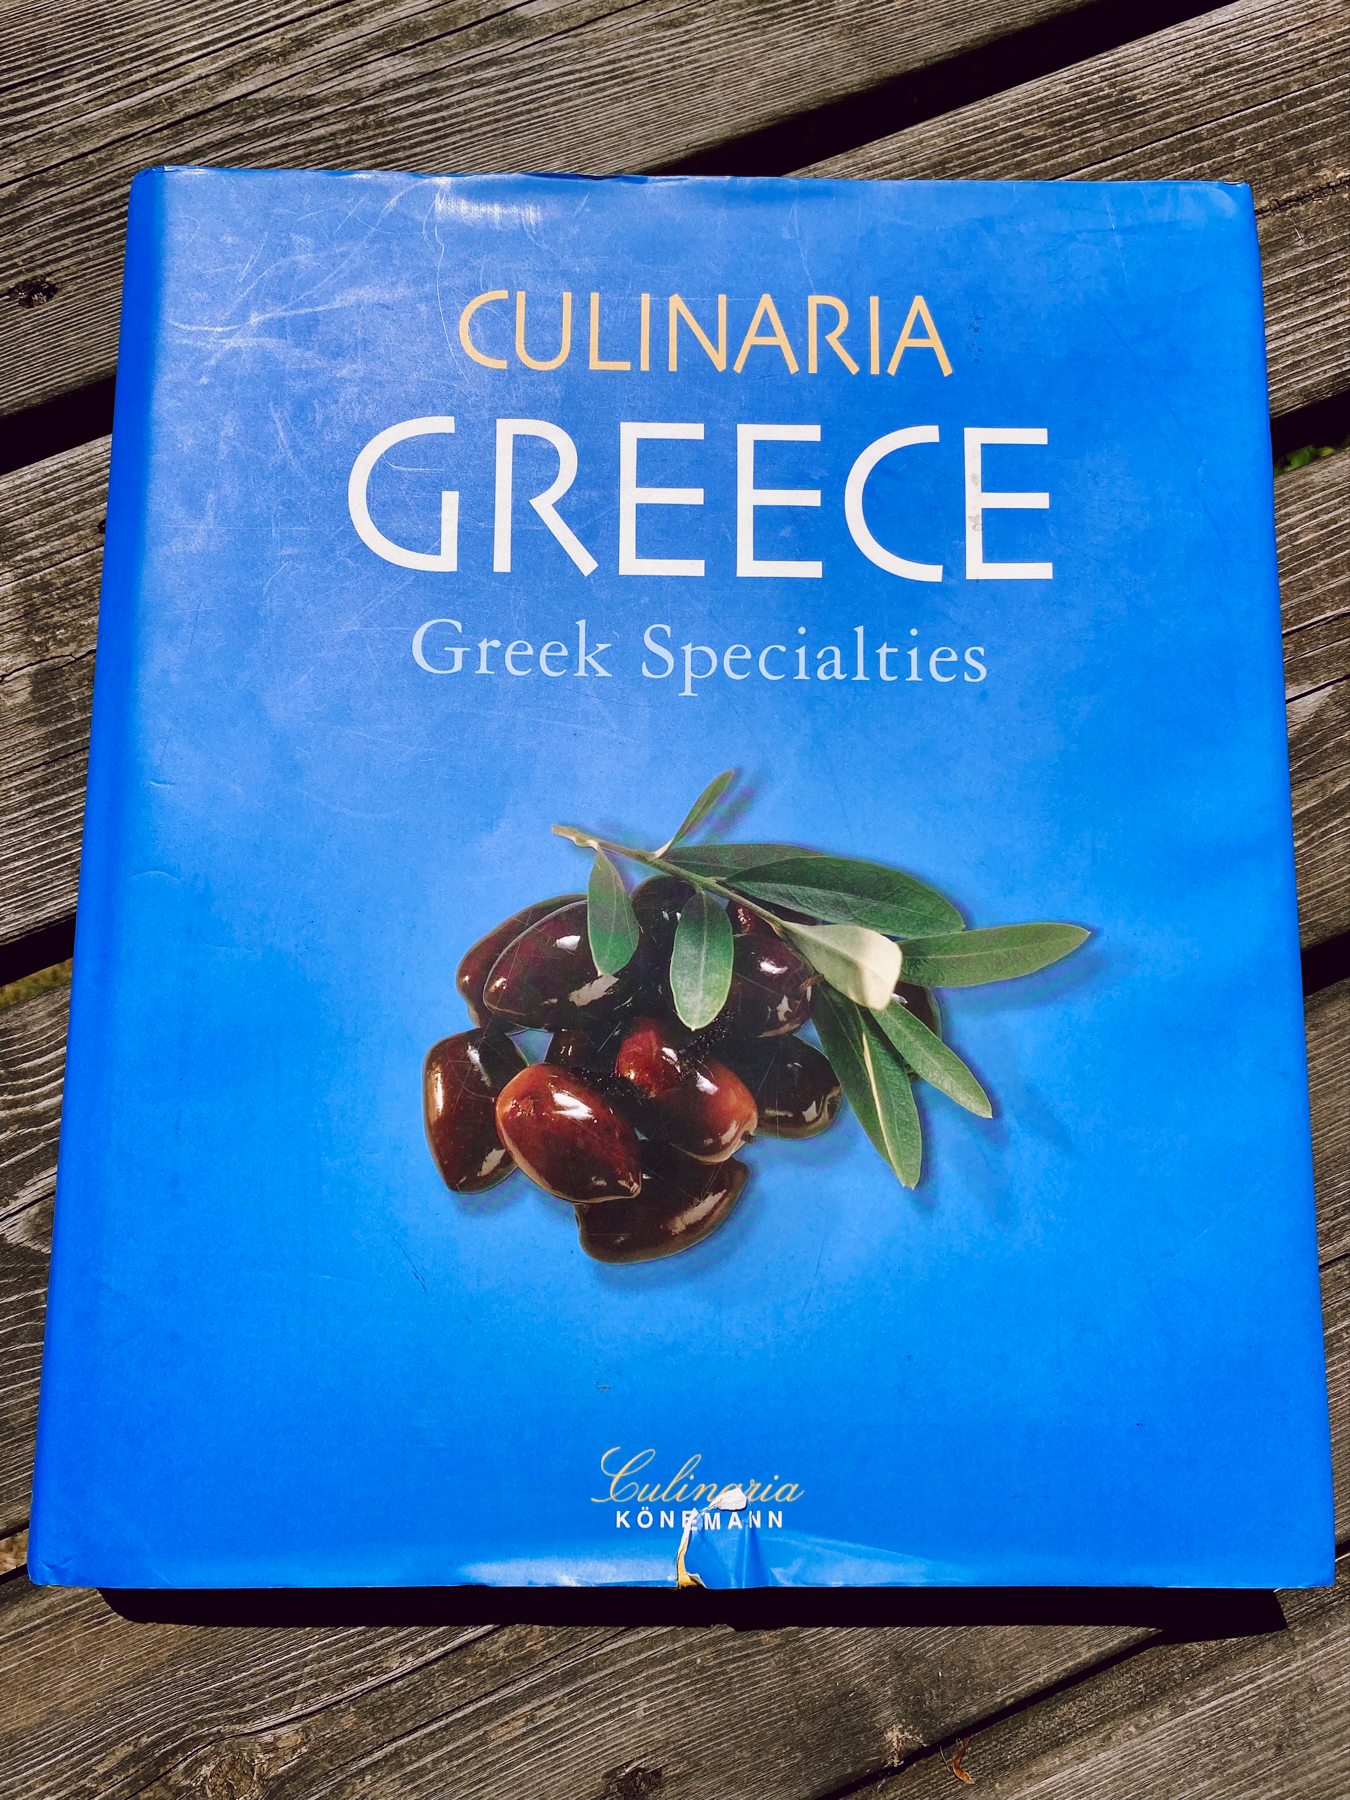 CULINARIA
GREECE
Greek Specialties
Culinaria
KÖNEMANN